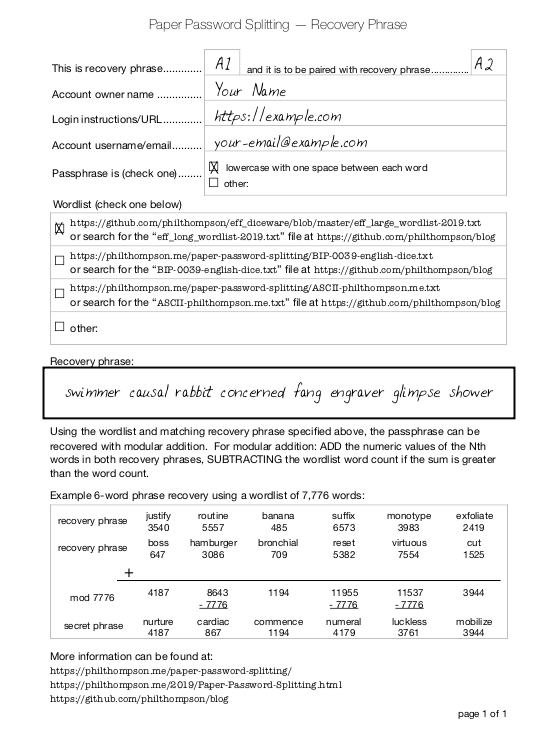 Paper Password Splitting — Recovery Phrase
This is recovery phrase............. A1 and it is to be paired with recovery phrase.............. A2
Account owner name ............... Your Name
Login instructions/URL............. https://example.com
Account username/email.......... your-email@example.com
Passphrase is (check one)....... ☒ lowercase with one space between each word
☐ other:
Wordlist (check one below)
☒ https://github.com/philthompson/eff_diceware/blob/master/eff_large_wordlist-2019.txt
or search for the “eff_long_wordlist-2019.txt” file at https://github.com/philthompson/blog
☐ https://philthompson.me/paper-password-splitting/BIP-0039-english-dice.txt
or search for the “BIP-0039-english-dice.txt” file at https://github.com/philthompson/blog
☐ https://philthompson.me/paper-password-splitting/ASCII-philthompson.me.txt
or search for the “ASCII-philthompson.me.txt” file at https://github.com/philthompson/blog
☐ other:
Recovery phrase:
swimmer causal rabbit concerned fang engraver glimpse shower
Using the wordlist and matching recovery phrase specified above, the passphrase can be
recovered with modular addition. For modular addition: ADD the numeric values of the Nth
words in both recovery phrases, SUBTRACTING the wordlist word count if the sum is greater
than the word count.
Example 6-word phrase recovery using a wordlist of 7,776 words:
recovery phrase justify routine banana suffix monotype exfoliate
3540 5557 485 6573 3983 2419
recovery phrase boss hamburger bronchial reset virtuous cut
647 3086 709 5382 7554 1525
+
mod 7776 4187 8643 1194 11955 11537 3944
- 7776 - 7776 - 7776
secret phrase nurture cardiac commence numeral luckless mobilize
4187 867 1194 4179 3761 3944
More information can be found at:
https://philthompson.me/paper-password-splitting/
https://philthompson.me/2019/Paper-Password-Splitting.html
https://github.com/philthompson/blog
page 1 of 1